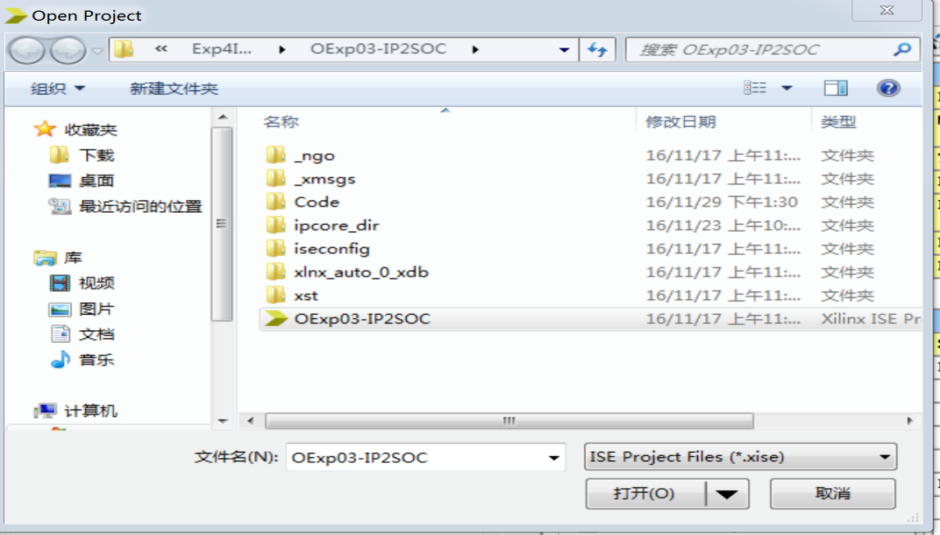 Open Project
« Exp4I... ▸ OExp03-IP2SOC ▸
搜索 OExp03-IP2SOC
组织 新建文件夹
收藏夹
下载
桌面
最近访问的位置
库
视频
图片
文档
音乐
计算机
名称 修改日期 类型
_ngo 16/11/17 上午11:... 文件夹
_xmsgs 16/11/17 上午11:... 文件夹
Code 16/11/29 下午1:30 文件夹
ipcore_dir 16/11/23 上午10:... 文件夹
iseconfig 16/11/17 上午11:... 文件夹
xlnx_auto_0_xdb 16/11/17 上午11:... 文件夹
xst 16/11/17 上午11:... 文件夹
OExp03-IP2SOC 16/11/17 上午11:... Xilinx ISE Pr
文件名(N): OExp03-IP2SOC
ISE Project Files (*.xise)
打开(O) 取消